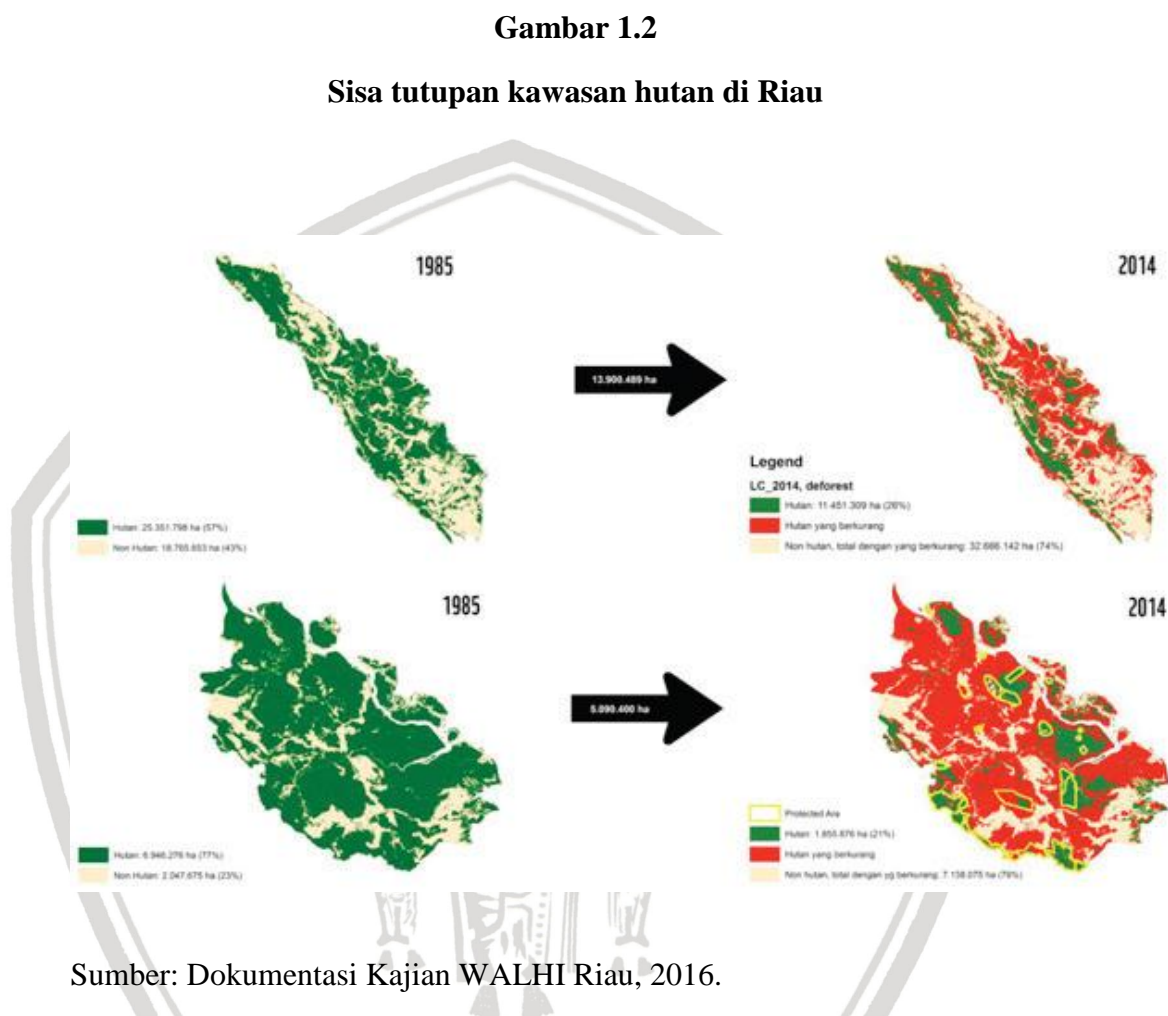 Gambar 1.2
Sisa tutupan kawasan hutan di Riau
1985
2014
13.900.489 ha
Legend
LC_2014, deforest
Hutan: 11.451.309 ha (26%)
Hutan yang berkurang
Non hutan, total dengan yang berkurang: 32.666.142 ha (74%)
Hutan: 25.351.798 ha (57%)
Non Hutan: 18.765.653 ha (43%)
1985
2014
5.090.400 ha
Protected Ara
Hutan: 1.855.876 ha (21%)
Hutan yang berkurang
Non hutan, total dengan yg berkurang: 7.138.075 ha (79%)
Hutan: 6.946.276 ha (77%)
Non Hutan: 2.047.675 ha (23%)
Sumber: Dokumentasi Kajian WALHI Riau, 2016.